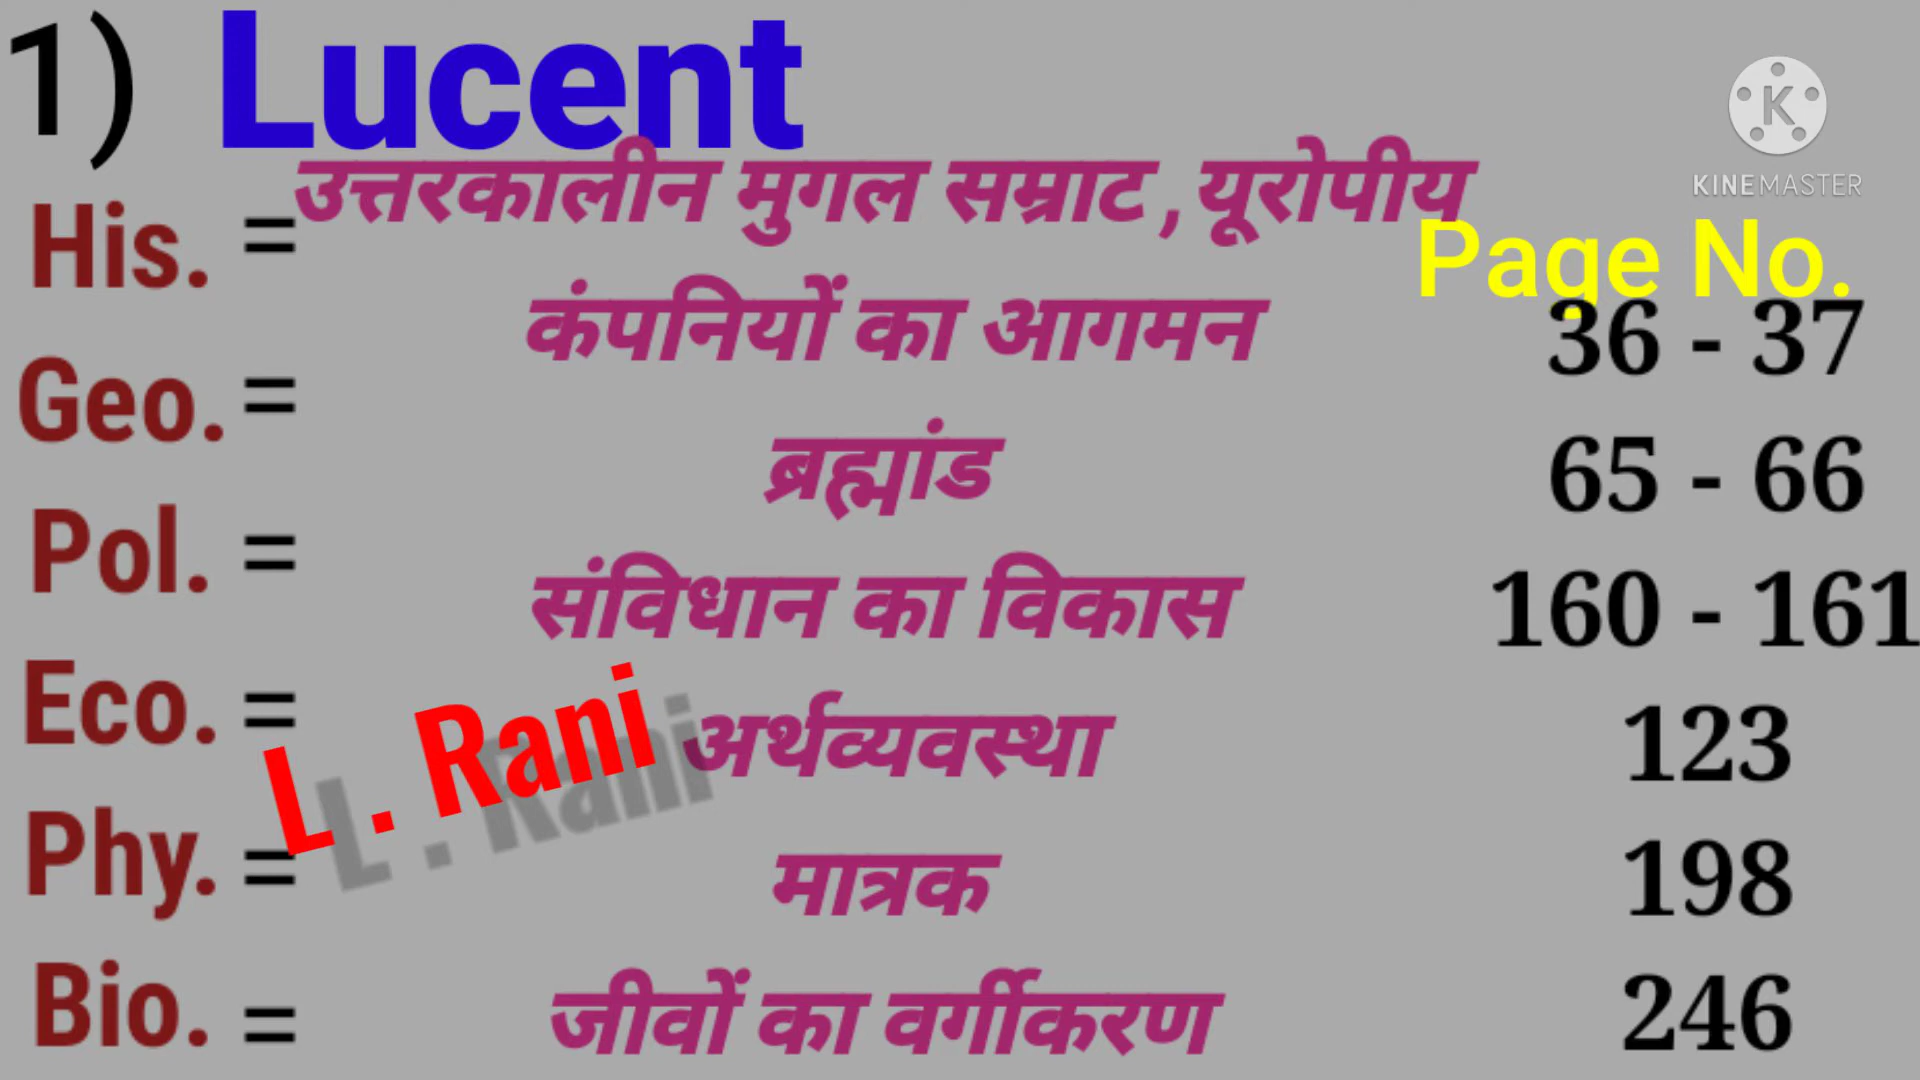 1) Lucent
KINEMASTER
Page No.
His. = उत्तरकालीन मुगल सम्राट ,यूरोपीय
कंपनियों का आगमन 36 - 37
Geo. = ब्रह्मांड 65 - 66
Pol. = संविधान का विकास 160 - 161
Eco. = अर्थव्यवस्था 123
L . Rani
Phy. = मात्रक 198
Bio. = जीवों का वर्गीकरण 246